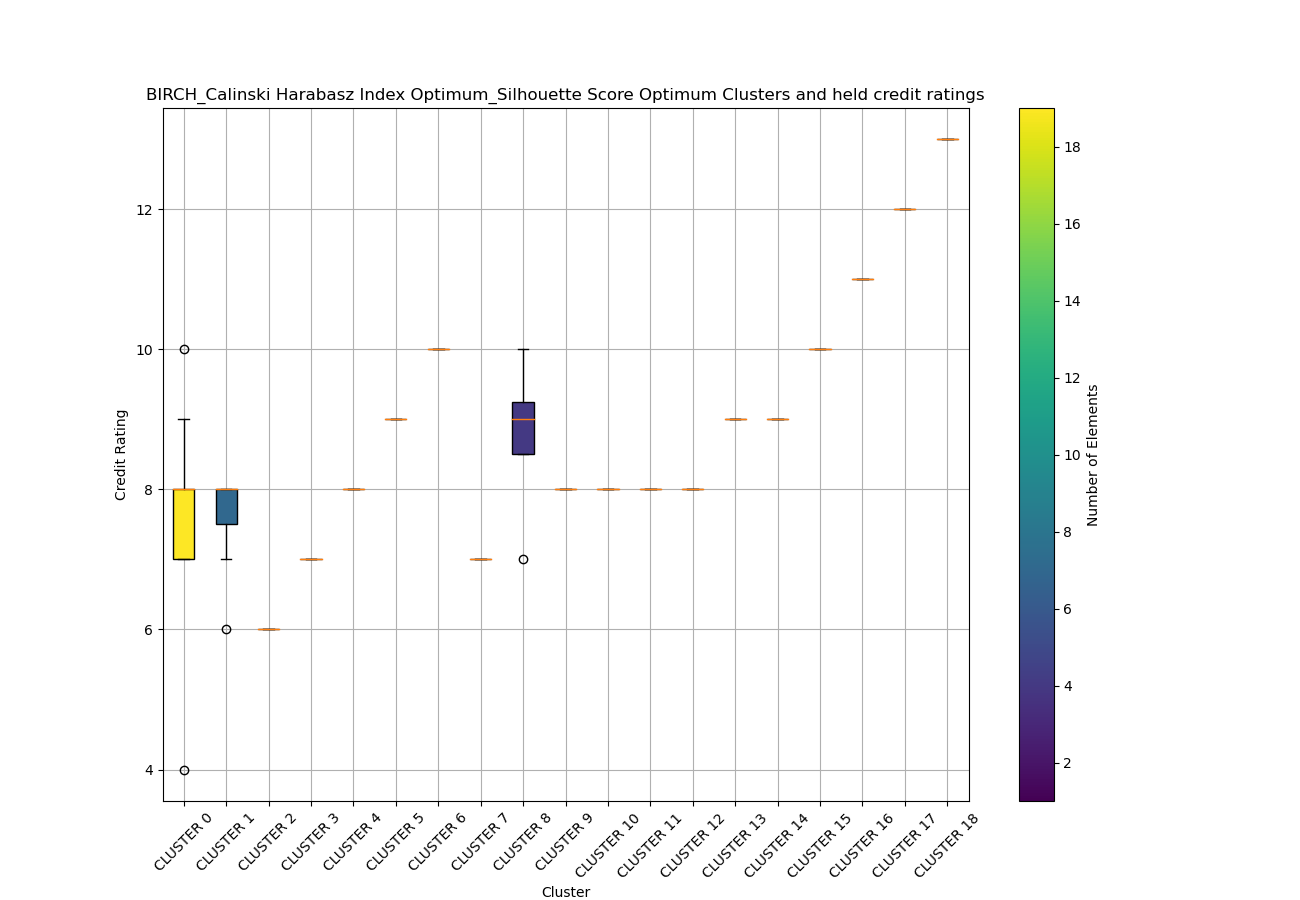 BIRCH_Calinski Harabasz Index Optimum_Silhouette Score Optimum Clusters and held credit ratings
Credit Rating
12
10
8
6
4
CLUSTER 0
CLUSTER 1
CLUSTER 2
CLUSTER 3
CLUSTER 4
CLUSTER 5
CLUSTER 6
CLUSTER 7
CLUSTER 8
CLUSTER 9
CLUSTER 10
CLUSTER 11
CLUSTER 12
CLUSTER 13
CLUSTER 14
CLUSTER 15
CLUSTER 16
CLUSTER 17
CLUSTER 18
Cluster
18
16
14
12
10
8
6
4
2
Number of Elements